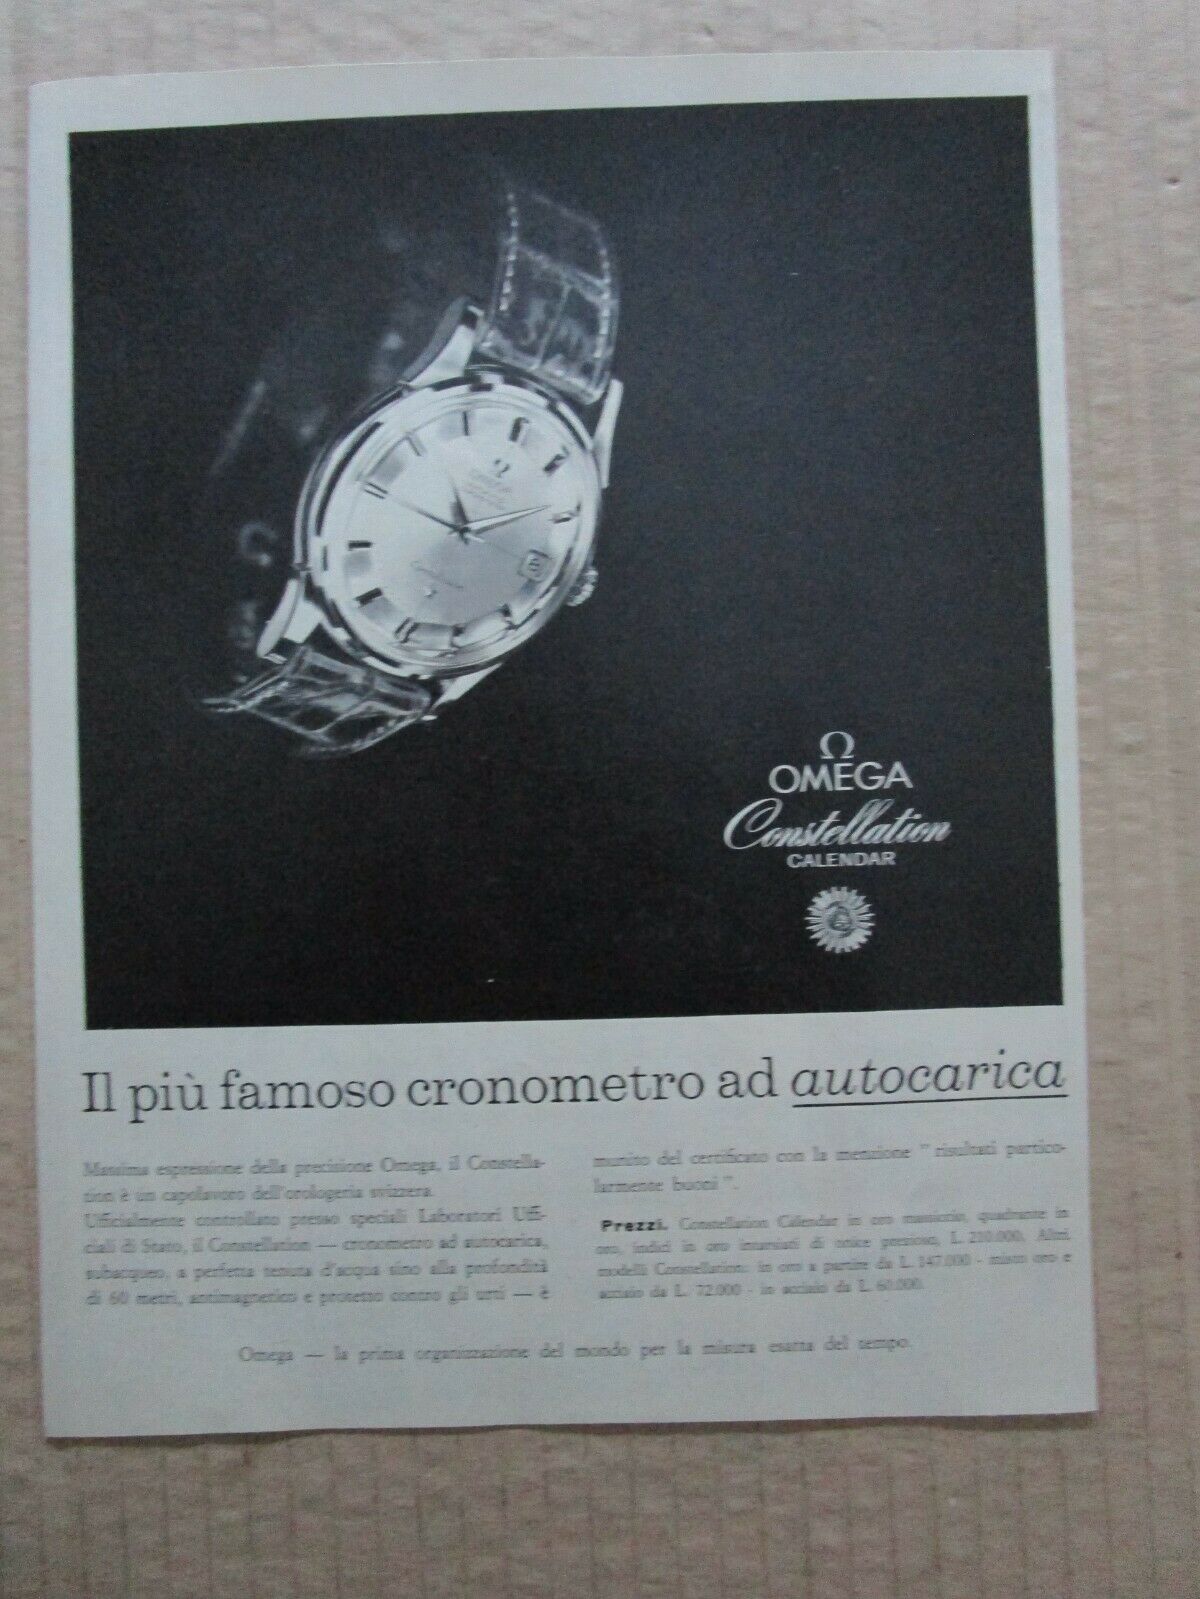 Ω
OMEGA
Constellation
CALENDAR
Il più famoso cronometro ad autocarica
Massima espressione della precisione Omega, il Constella-
tion è un capolavoro dell'orologeria svizzera.
Ufficialmente controllato presso speciali Laboratori Uffi-
ciali di Stato, il Constellation — cronometro ad autocarica,
subacqueo, a perfetta tenuta d'acqua sino alla profondità
di 60 metri, antimagnetico e protetto contro gli urti — è
munito del certificato con la menzione " risultati partico-
larmente buoni ".
Prezzi. Constellation Calendar in oro massiccio, quadrante in
oro, indici in oro intarsiati di onice prezioso, L. 210.000. Altri
modelli Constellation: in oro a partire da L. 147.000 - misto oro e
acciaio da L. 72.000 - in acciaio da L. 60.000.
Omega — la prima organizzazione del mondo per la misura esatta del tempo.